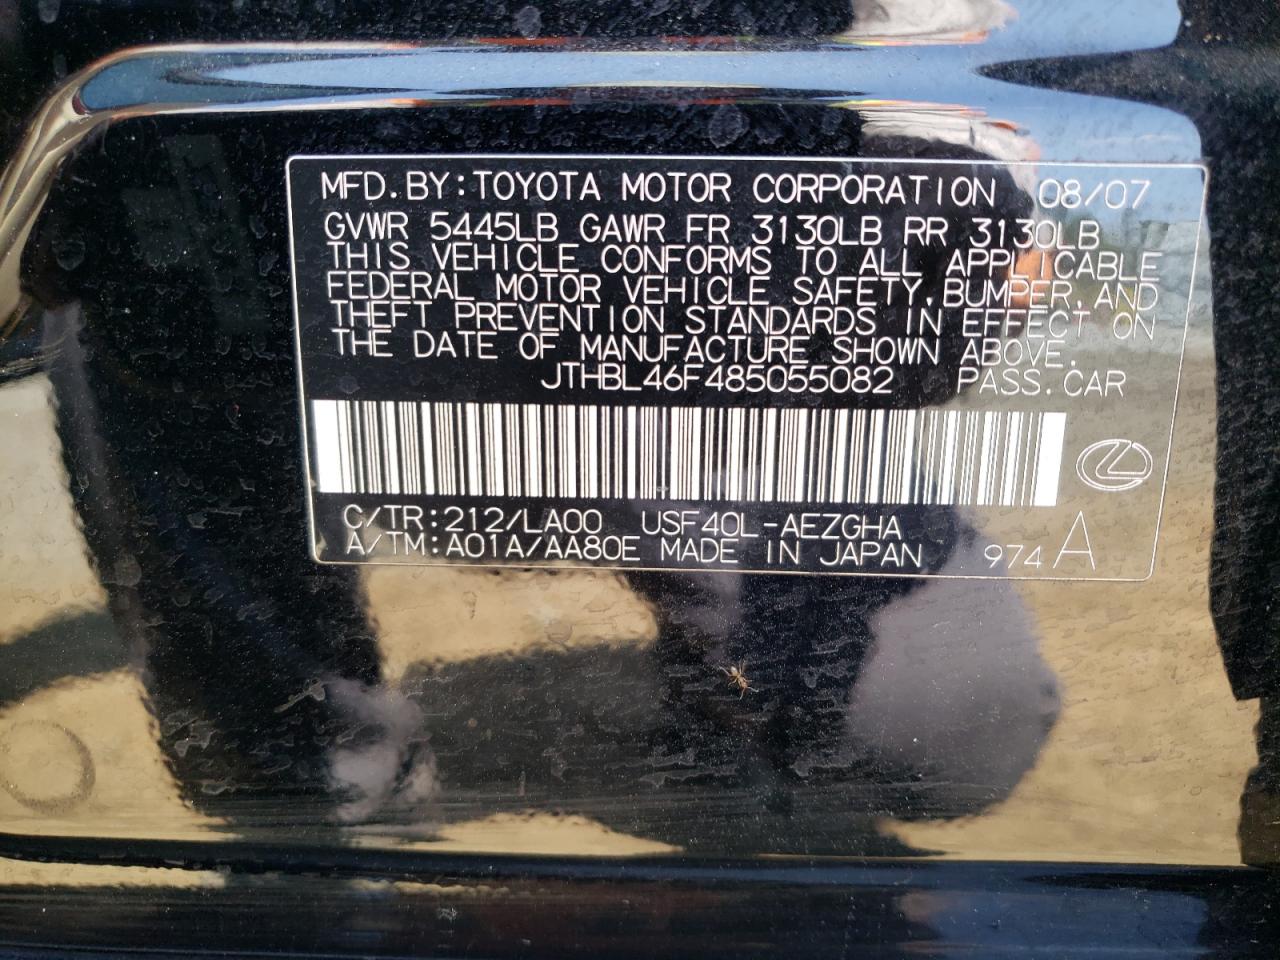 MFD.BY:TOYOTA MOTOR CORPORATION 08/07
GVWR 5445LB GAWR FR 3130LB RR 3130LB
THIS VEHICLE CONFORMS TO ALL APPLICABLE
FEDERAL MOTOR VEHICLE SAFETY,BUMPER,AND
THEFT PREVENTION STANDARDS IN EFFECT ON
THE DATE OF MANUFACTURE SHOWN ABOVE.
JTHBL46F485055082 PASS.CAR
C/TR:212/LA00 USF40L-AEZGHA
A/TM:A01A/AA80E MADE IN JAPAN 974 A